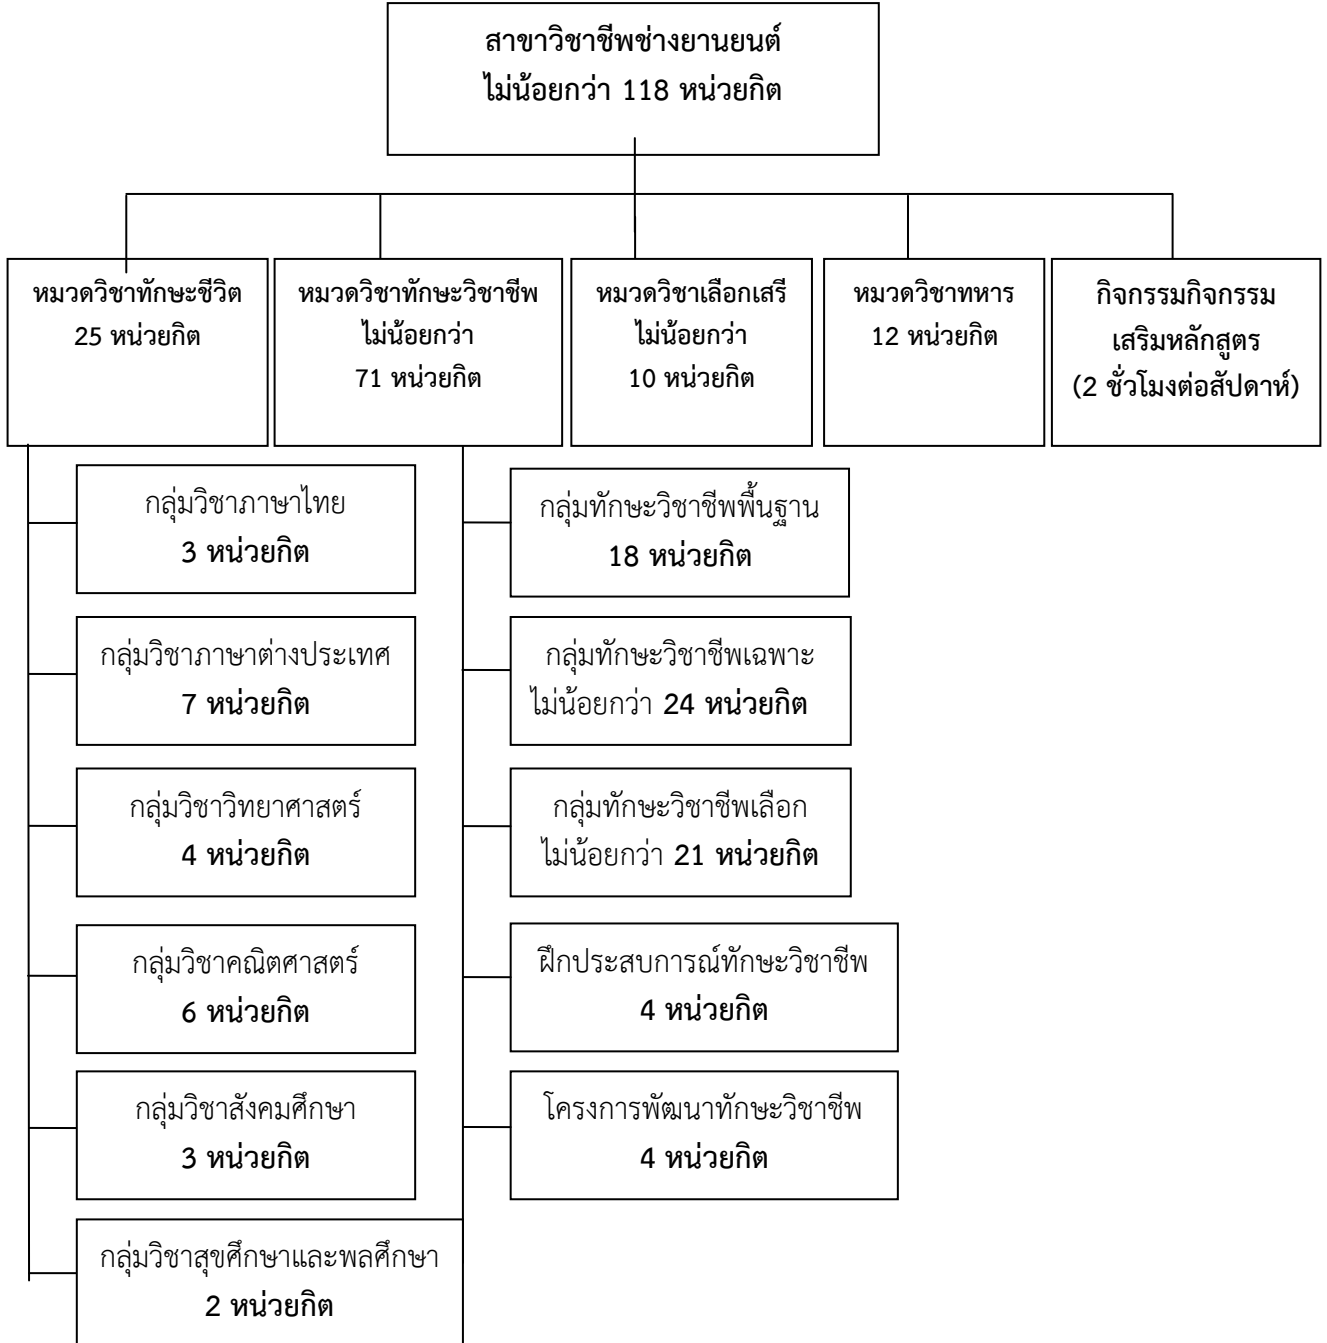 สาขาวิชาชีพช่างยานยนต์
ไม่น้อยกว่า 118 หน่วยกิต
หมวดวิชาทักษะชีวิต
25 หน่วยกิต
หมวดวิชาทักษะวิชาชีพ
ไม่น้อยกว่า
71 หน่วยกิต
หมวดวิชาเลือกเสรี
ไม่น้อยกว่า
10 หน่วยกิต
หมวดวิชาทหาร
12 หน่วยกิต
กิจกรรมกิจกรรม
เสริมหลักสูตร
(2 ชั่วโมงต่อสัปดาห์)
กลุ่มวิชาภาษาไทย
3 หน่วยกิต
กลุ่มวิชาภาษาต่างประเทศ
7 หน่วยกิต
กลุ่มวิชาวิทยาศาสตร์
4 หน่วยกิต
กลุ่มวิชาคณิตศาสตร์
6 หน่วยกิต
กลุ่มวิชาสังคมศึกษา
3 หน่วยกิต
กลุ่มวิชาสุขศึกษาและพลศึกษา
2 หน่วยกิต
กลุ่มทักษะวิชาชีพพื้นฐาน
18 หน่วยกิต
กลุ่มทักษะวิชาชีพเฉพาะ
ไม่น้อยกว่า 24 หน่วยกิต
กลุ่มทักษะวิชาชีพเลือก
ไม่น้อยกว่า 21 หน่วยกิต
ฝึกประสบการณ์ทักษะวิชาชีพ
4 หน่วยกิต
โครงการพัฒนาทักษะวิชาชีพ
4 หน่วยกิต